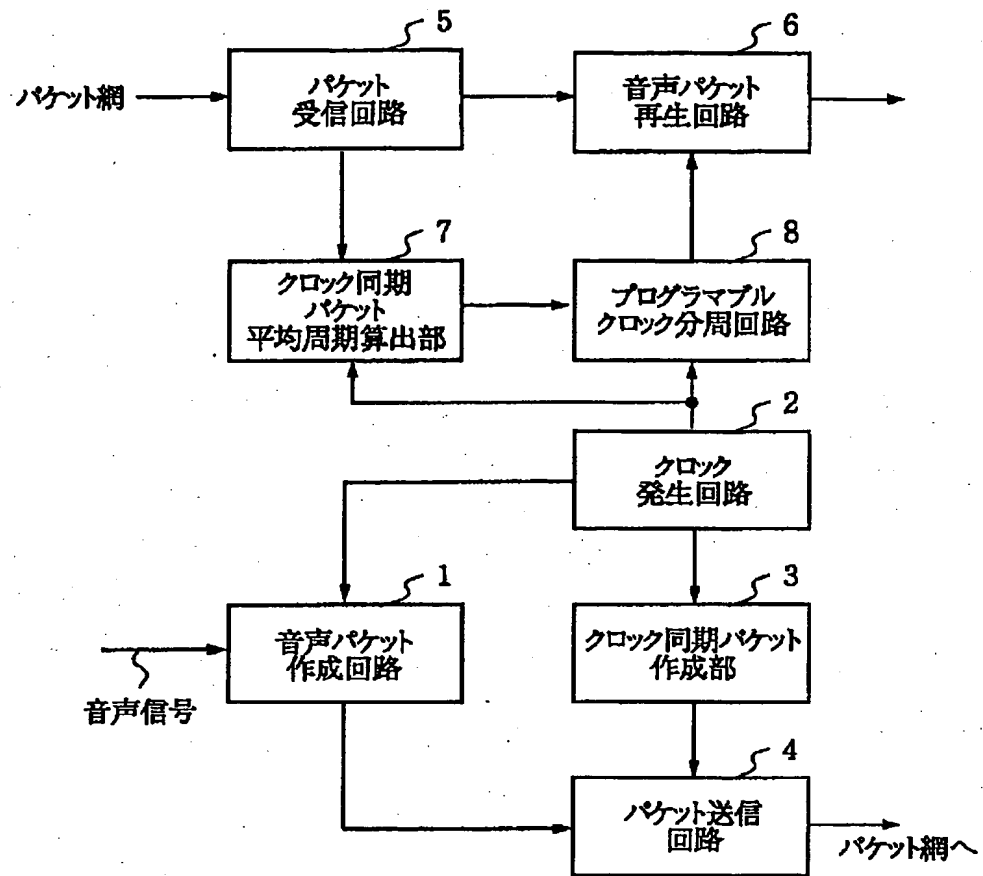 5
6
パケット網
パケット
受信回路
音声パケット
再生回路
7
8
クロック同期
パケット
平均周期算出部
プログラマブル
クロック分周回路
2
クロック
発生回路
1
3
音声パケット
作成回路
クロック同期パケット
作成部
音声信号
4
パケット送信
回路
パケット網へ